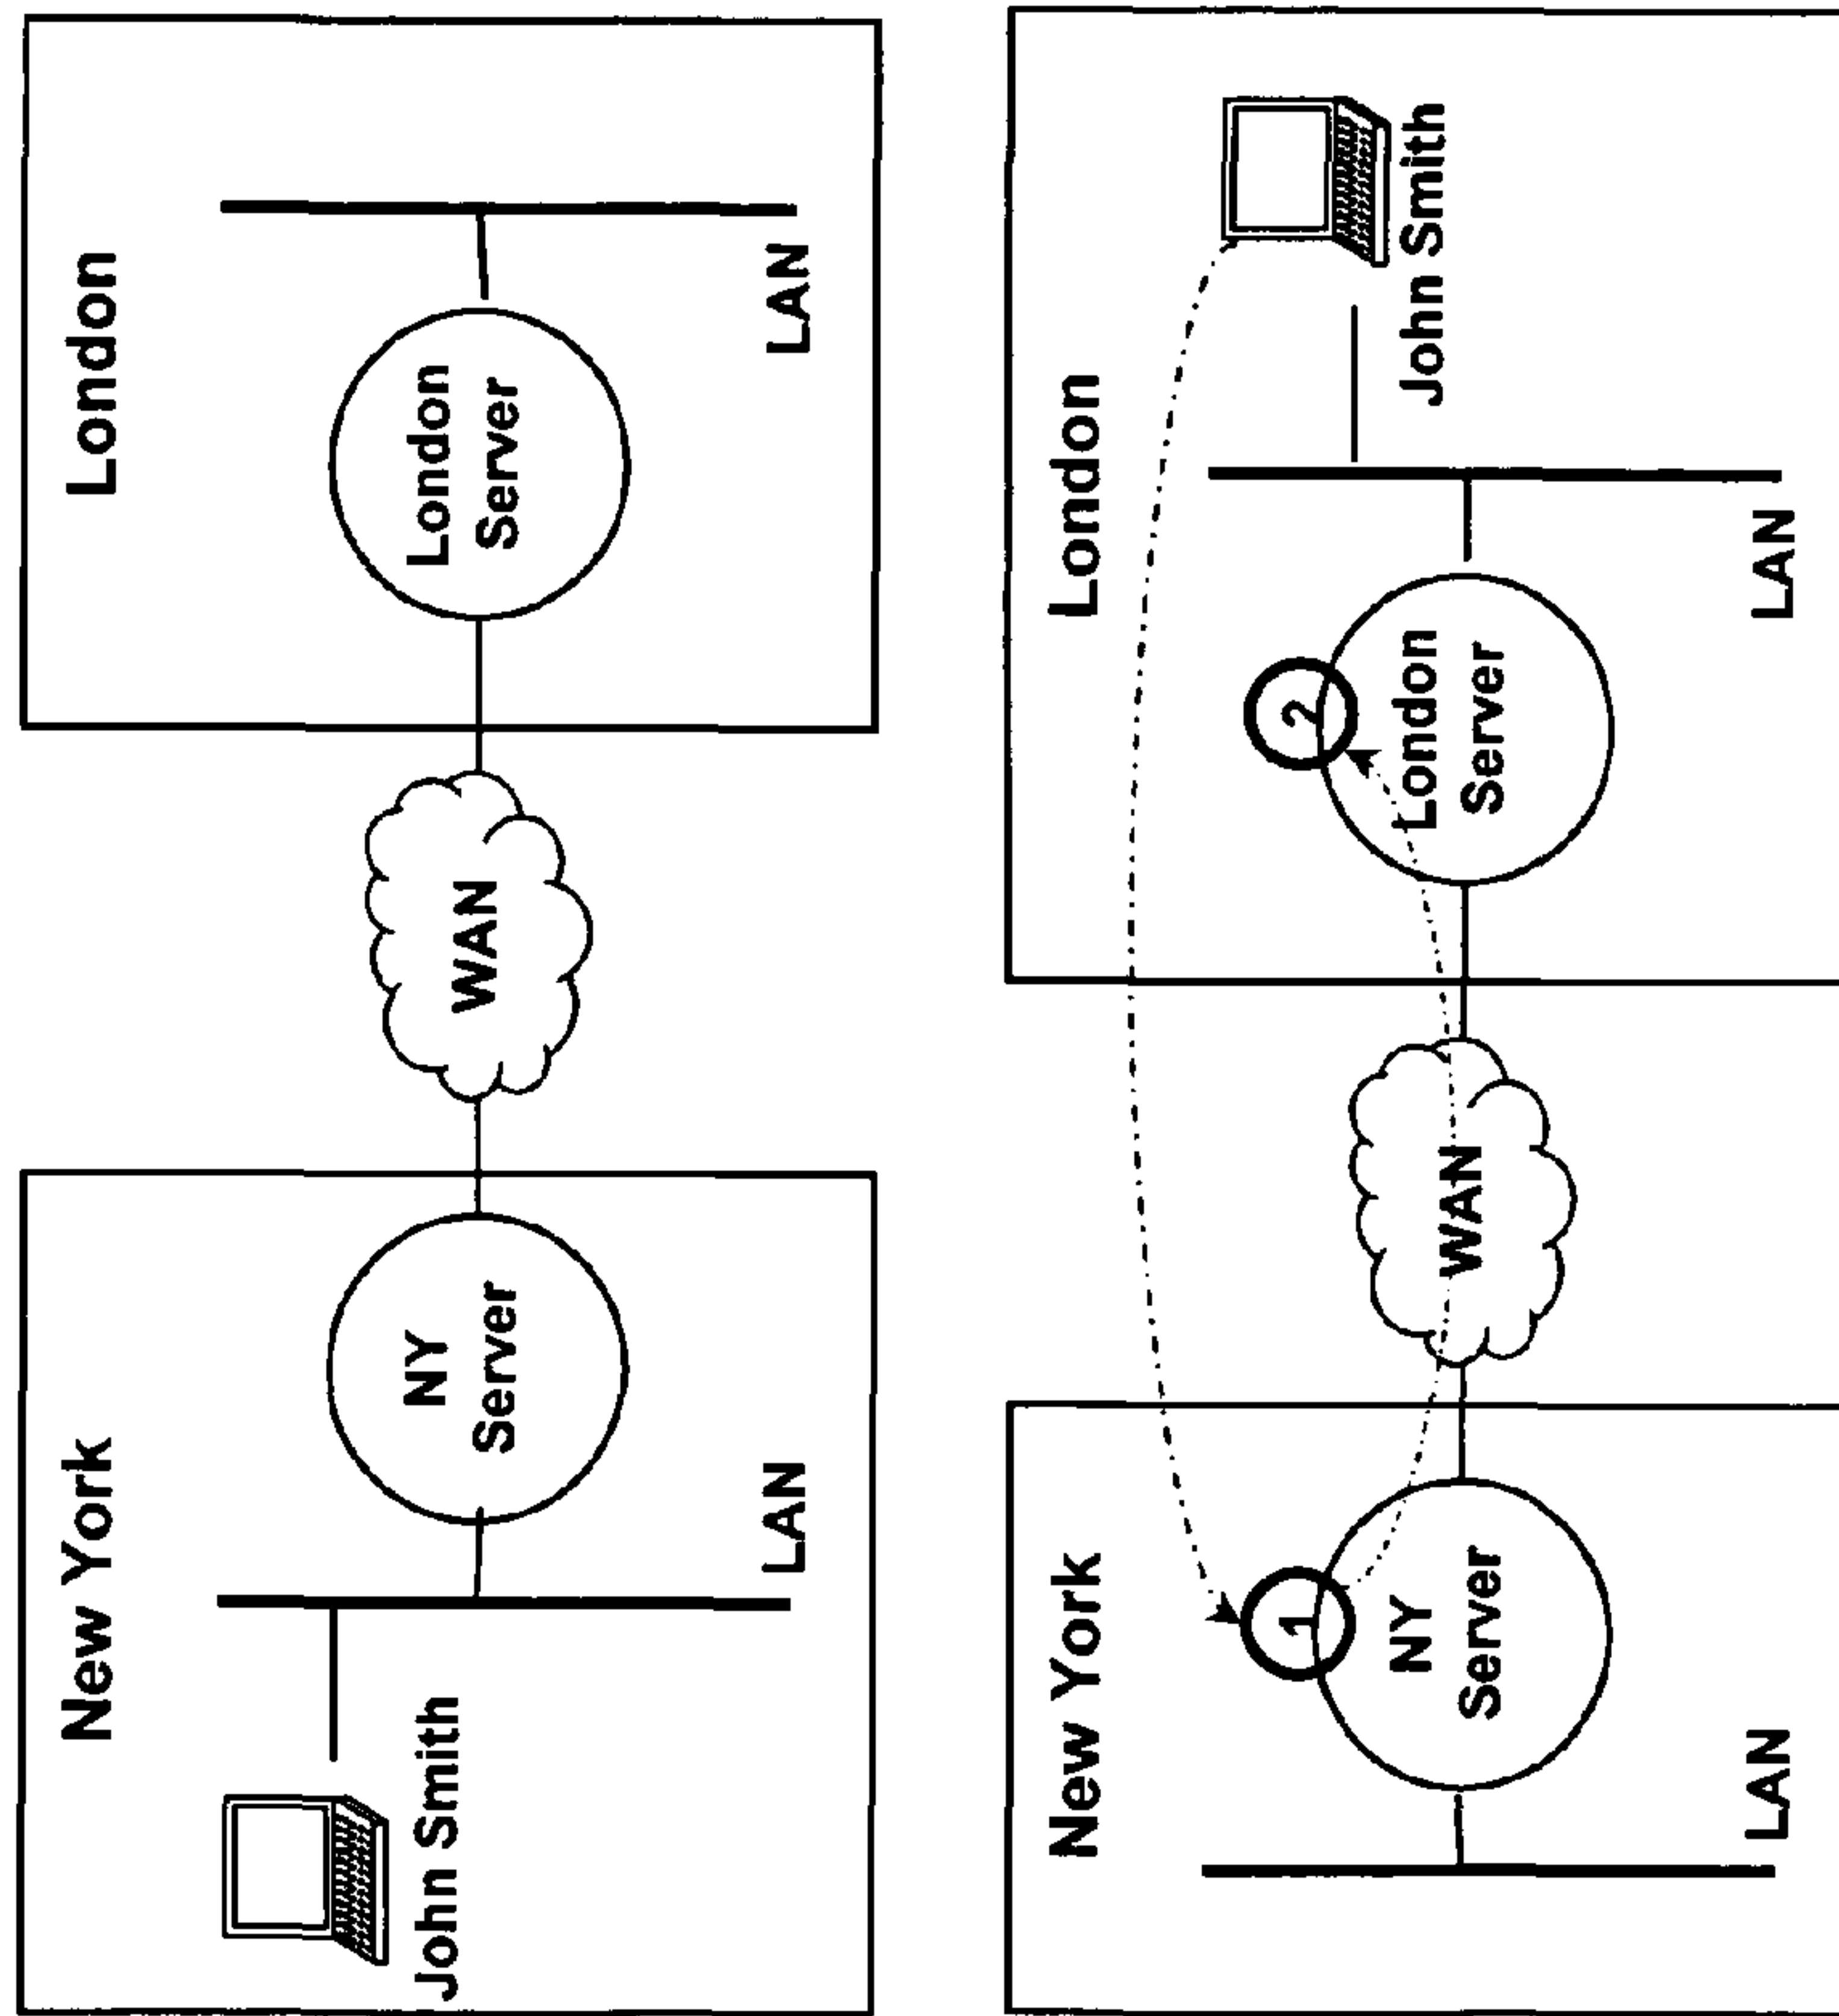 New York
John Smith
NY
Server
LAN
WAN
London
London
Server
LAN
New York
1
NY
Server
LAN
WAN
London
2
London
Server
LAN
John Smith